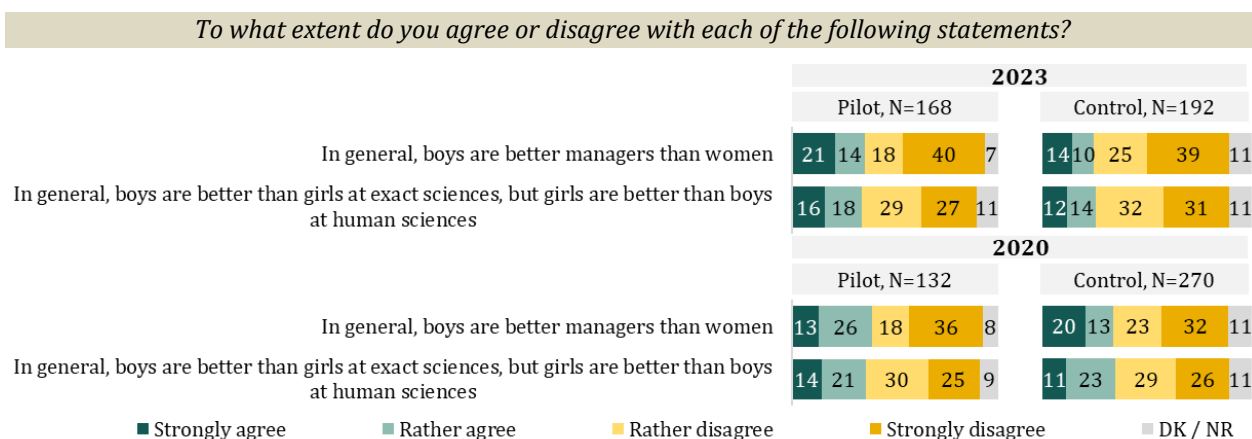 To what extent do you agree or disagree with each of the following statements?
2023
Pilot, N=168 Control, N=192
In general, boys are better managers than women 21 14 18 40 7 14 10 25 39 11
In general, boys are better than girls at exact sciences, but girls are better than boys
at human sciences 16 18 29 27 11 12 14 32 31 11
2020
Pilot, N=132 Control, N=270
In general, boys are better managers than women 13 26 18 36 8 20 13 23 32 11
In general, boys are better than girls at exact sciences, but girls are better than boys
at human sciences 14 21 30 25 9 11 23 29 26 11
Strongly agree Rather agree Rather disagree Strongly disagree DK / NR